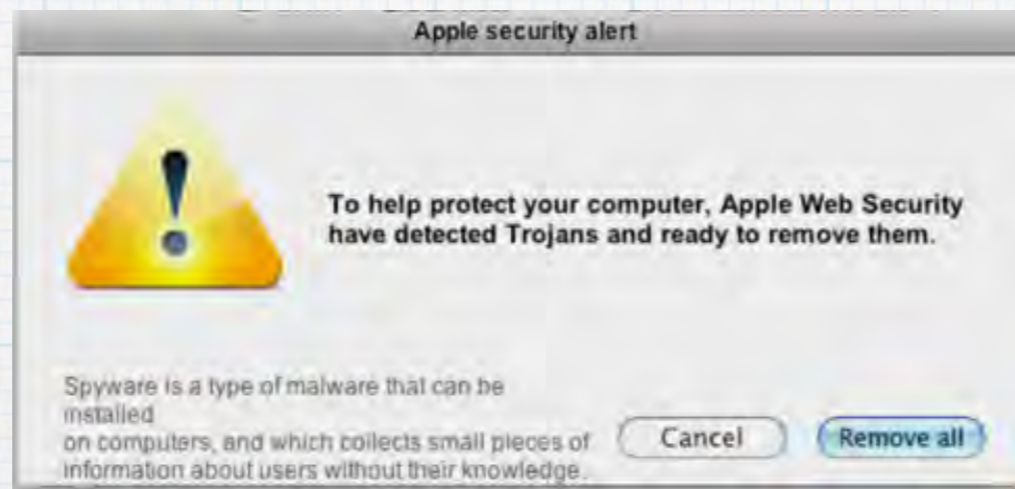 Apple security alert
To help protect your computer, Apple Web Security
have detected Trojans and ready to remove them.
Spyware is a type of malware that can be
installed
on computers, and which collects small pieces of
information about users without their knowledge.
Cancel
Remove all